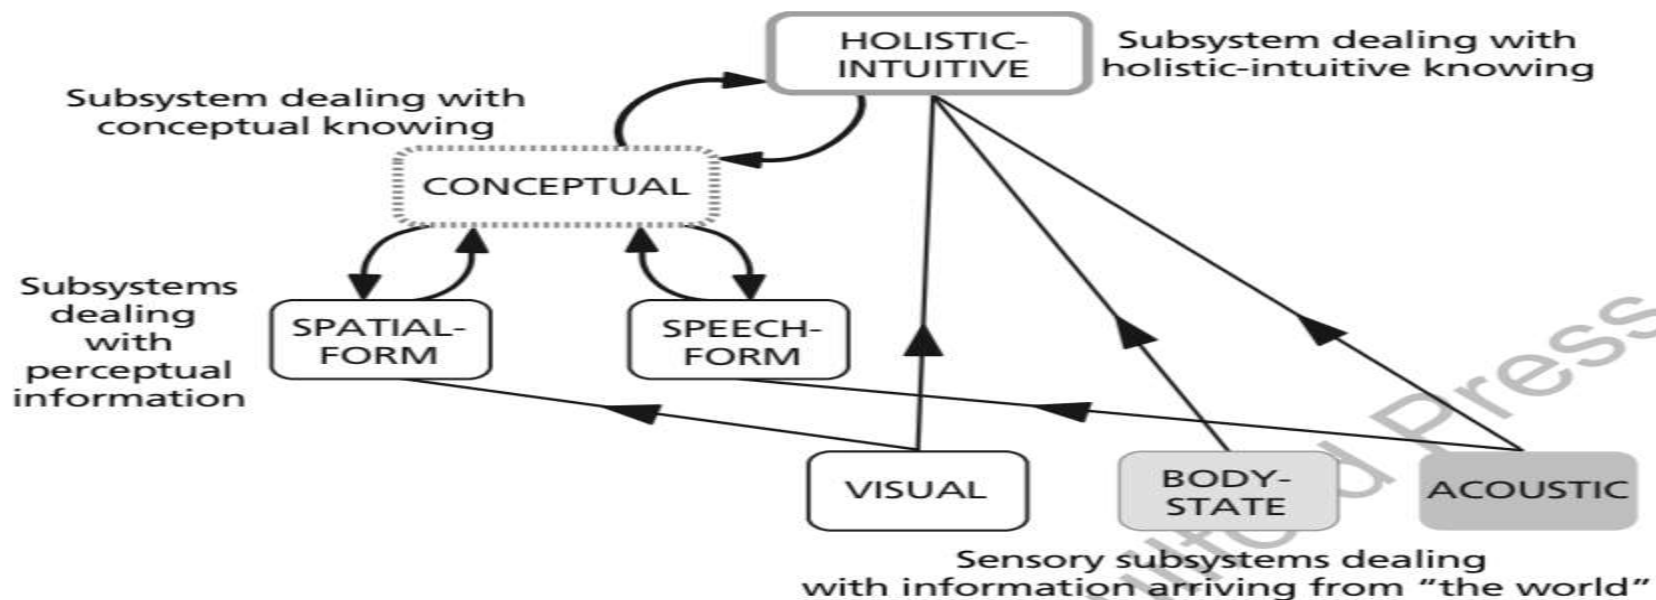 HOLISTIC-
INTUITIVE
Subsystem dealing with
holistic-intuitive knowing
Subsystem dealing with
conceptual knowing
CONCEPTUAL
Subsystems
dealing
with
perceptual
information
SPATIAL-
FORM
SPEECH-
FORM
VISUAL
BODY-
STATE
ACOUSTIC
Sensory subsystems dealing
with information arriving from “the world”
Press